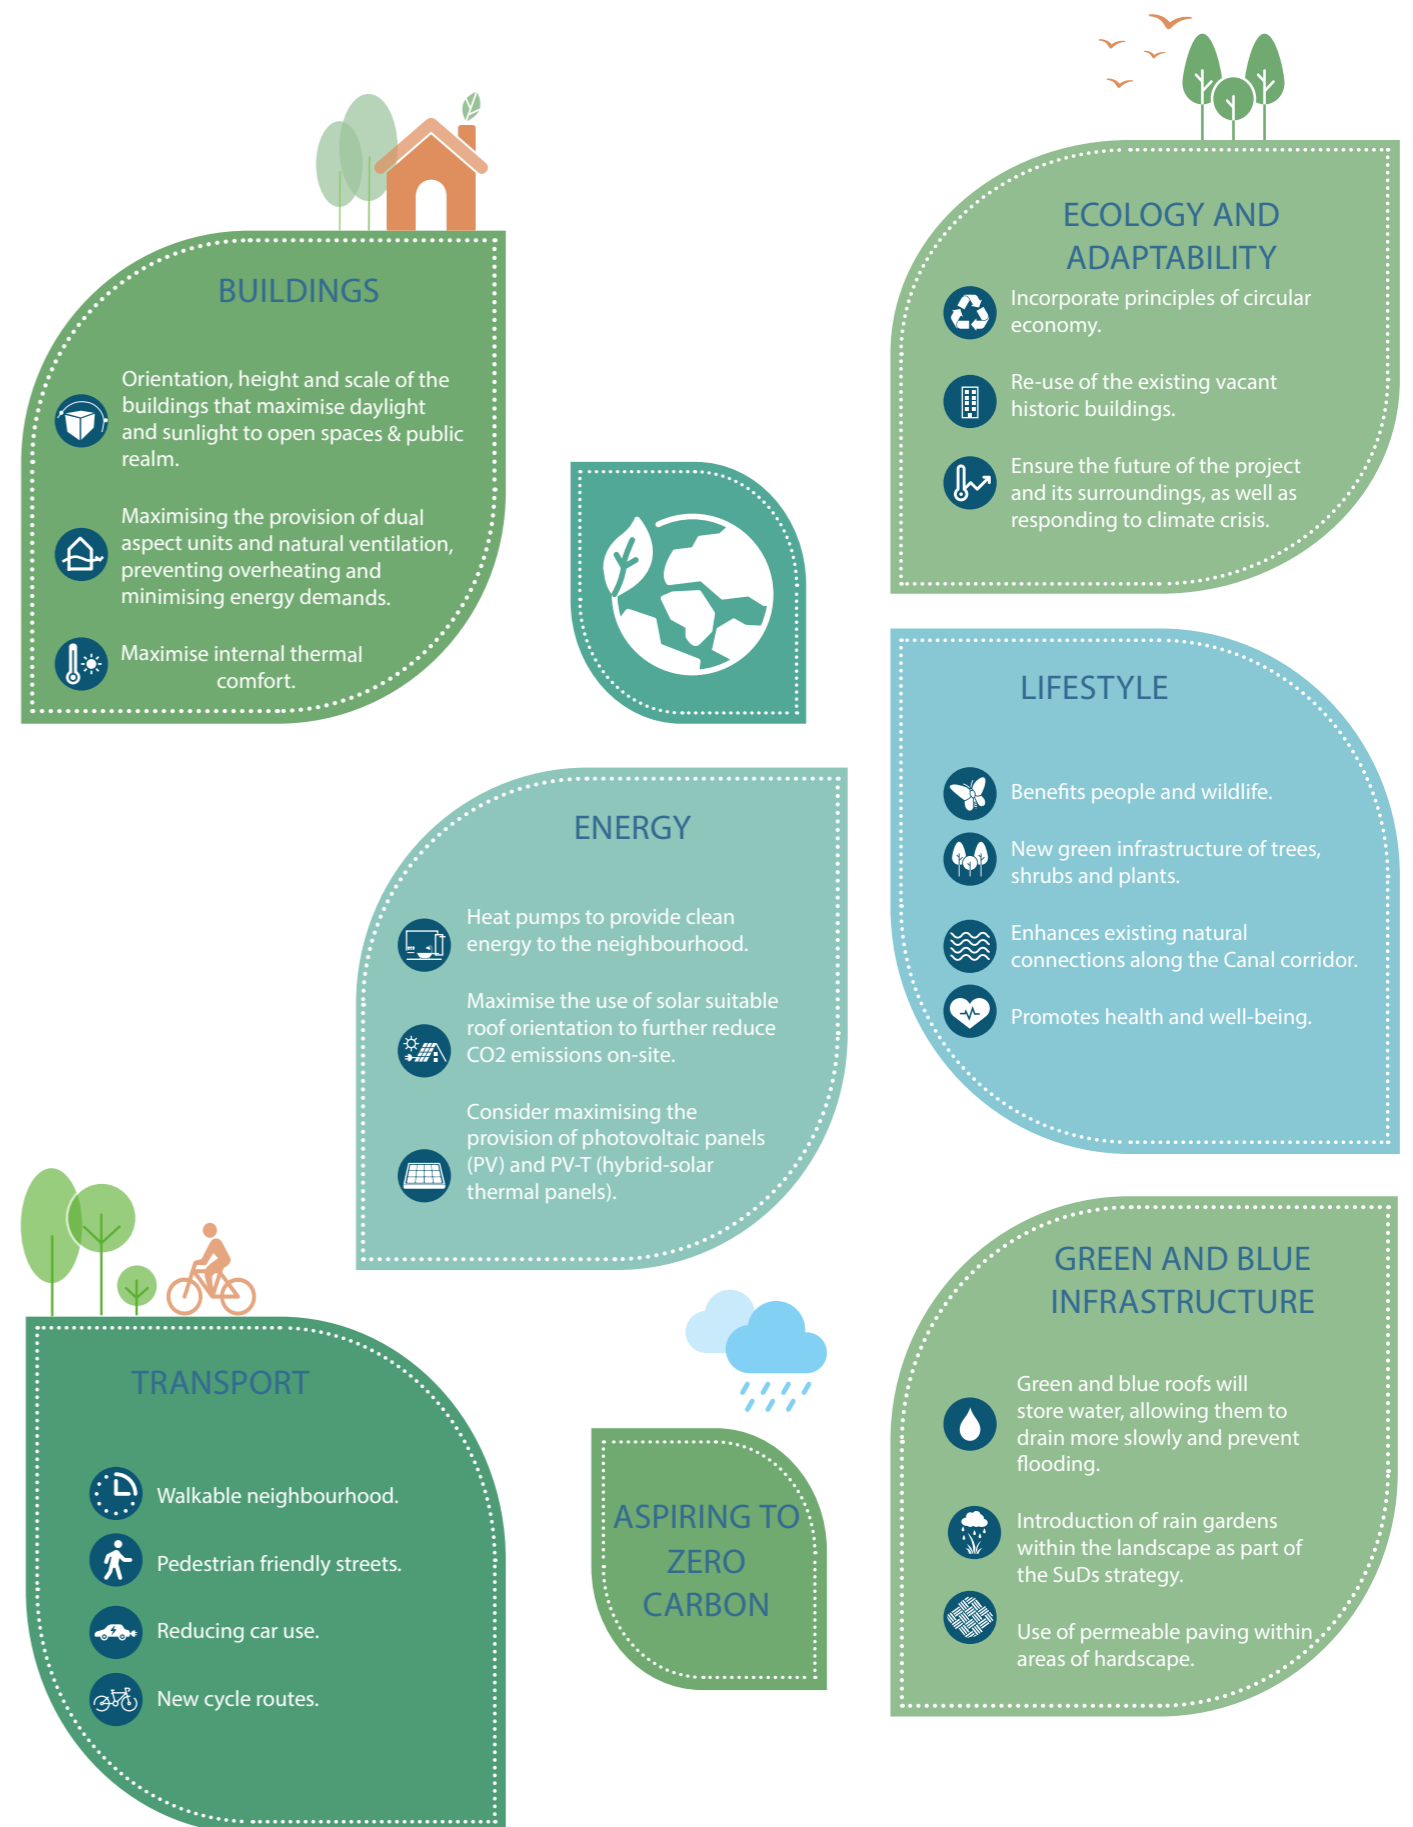 BUILDINGS
Orientation, height and scale of the
buildings that maximise daylight
and sunlight to open spaces & public
realm.
Maximising the provision of dual
aspect units and natural ventilation,
preventing overheating and
minimising energy demands.
Maximise internal thermal
comfort.
ECOLOGY AND
ADAPTABILITY
Incorporate principles of circular
economy.
Re-use of the existing vacant
historic buildings.
Ensure the future of the project
and its surroundings, as well as
responding to climate crisis.
LIFESTYLE
Benefits people and wildlife.
New green infrastructure of trees,
shrubs and plants.
Enhances existing natural
connections along the Canal corridor.
Promotes health and well-being.
ENERGY
Heat pumps to provide clean
energy to the neighbourhood.
Maximise the use of solar suitable
roof orientation to further reduce
CO2 emissions on-site.
Consider maximising the
provision of photovoltaic panels
(PV) and PV-T (hybrid-solar
thermal panels).
TRANSPORT
Walkable neighbourhood.
Pedestrian friendly streets.
Reducing car use.
New cycle routes.
ASPIRING TO
ZERO
CARBON
GREEN AND BLUE
INFRASTRUCTURE
Green and blue roofs will
store water, allowing them to
drain more slowly and prevent
flooding.
Introduction of rain gardens
within the landscape as part of
the SuDs strategy.
Use of permeable paving within
areas of hardscape.